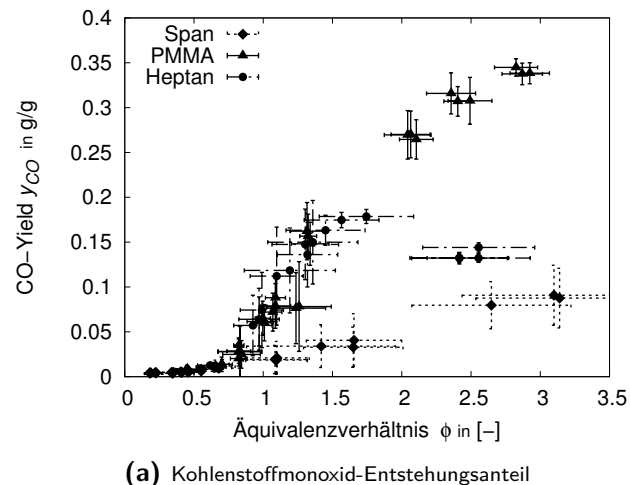 0.4
0.35
0.3
0.25
0.2
0.15
0.1
0.05
0
CO−Yield y_CO in g/g
Span
PMMA
Heptan
0 0.5 1 1.5 2 2.5 3 3.5
Äquivalenzverhältnis ϕ in [−]
(a) Kohlenstoffmonoxid-Entstehungsanteil